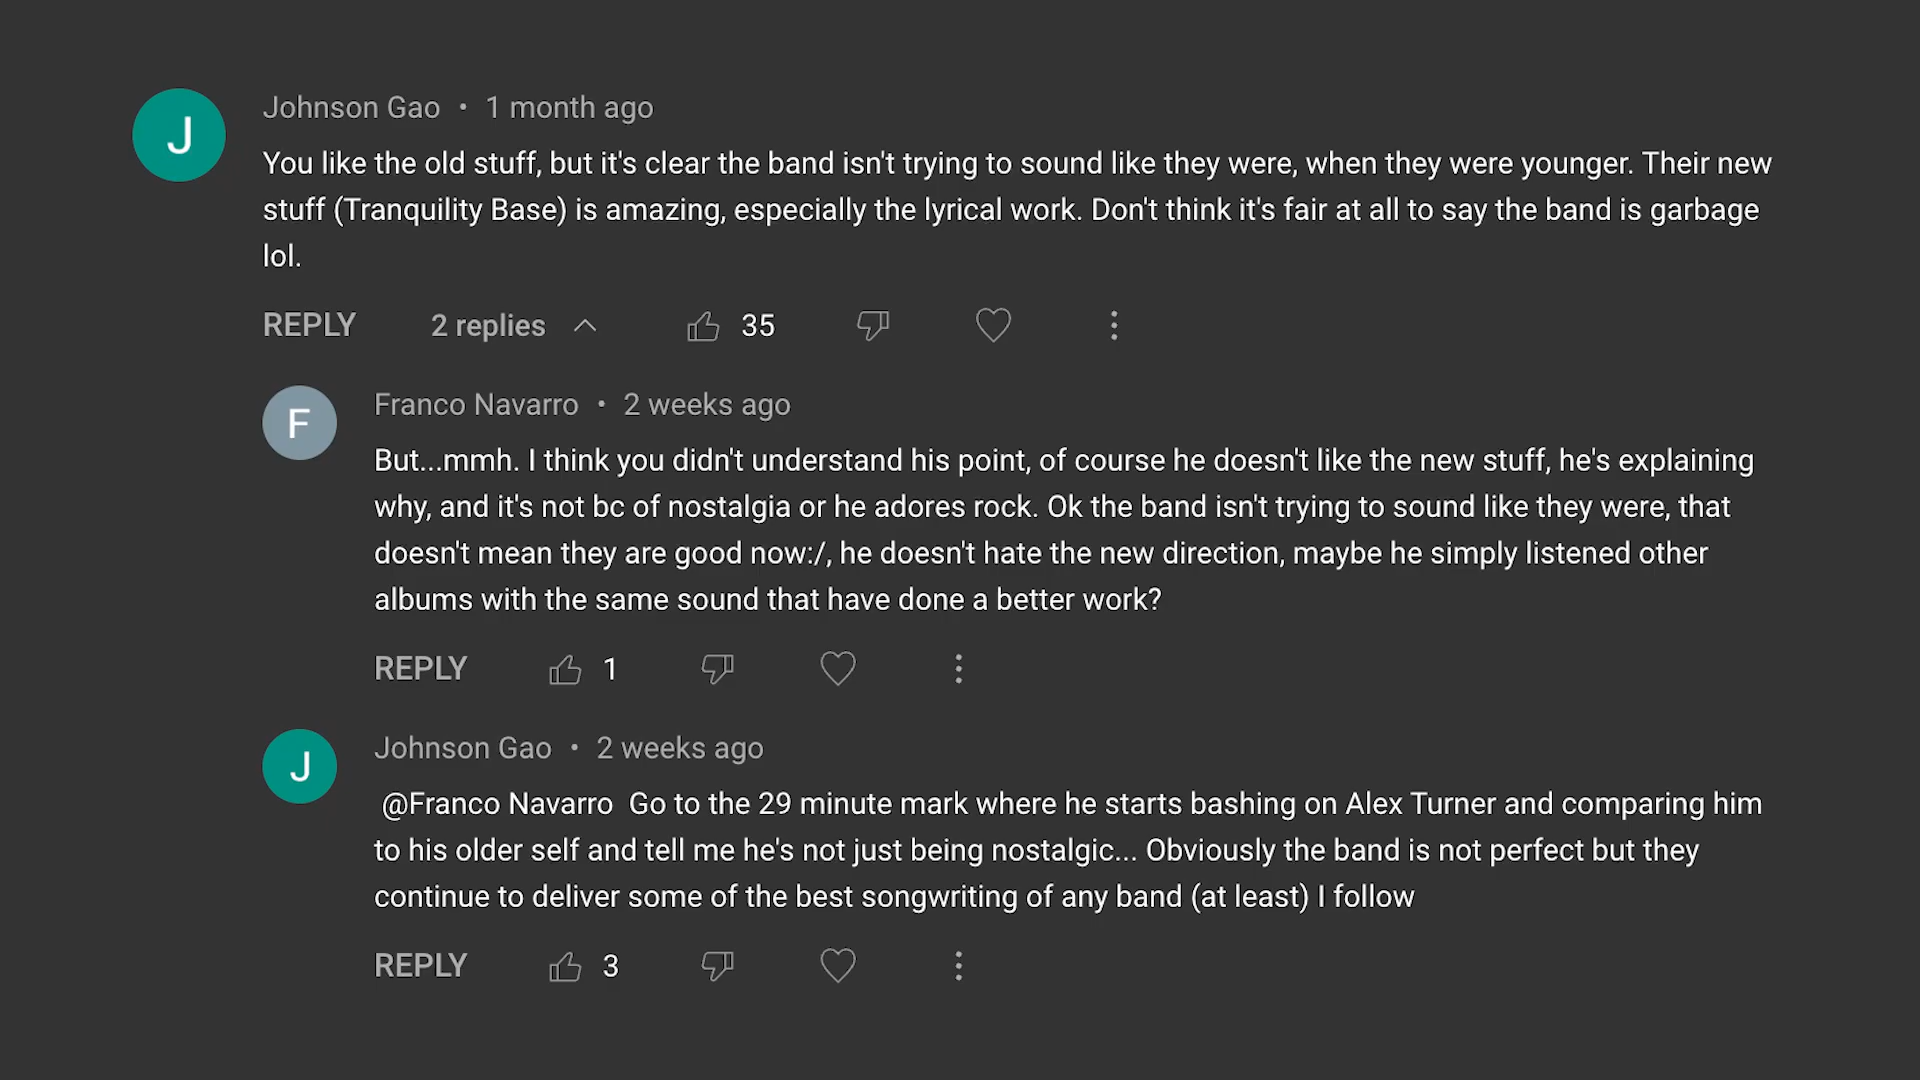 J
Johnson Gao • 1 month ago
You like the old stuff, but it's clear the band isn't trying to sound like they were, when they were younger. Their new
stuff (Tranquility Base) is amazing, especially the lyrical work. Don't think it's fair at all to say the band is garbage
lol.
REPLY 2 replies 35
F
Franco Navarro • 2 weeks ago
But...mmh. I think you didn't understand his point, of course he doesn't like the new stuff, he's explaining
why, and it's not bc of nostalgia or he adores rock. Ok the band isn't trying to sound like they were, that
doesn't mean they are good now:/, he doesn't hate the new direction, maybe he simply listened other
albums with the same sound that have done a better work?
REPLY 1
J
Johnson Gao • 2 weeks ago
@Franco Navarro Go to the 29 minute mark where he starts bashing on Alex Turner and comparing him
to his older self and tell me he's not just being nostalgic... Obviously the band is not perfect but they
continue to deliver some of the best songwriting of any band (at least) I follow
REPLY 3